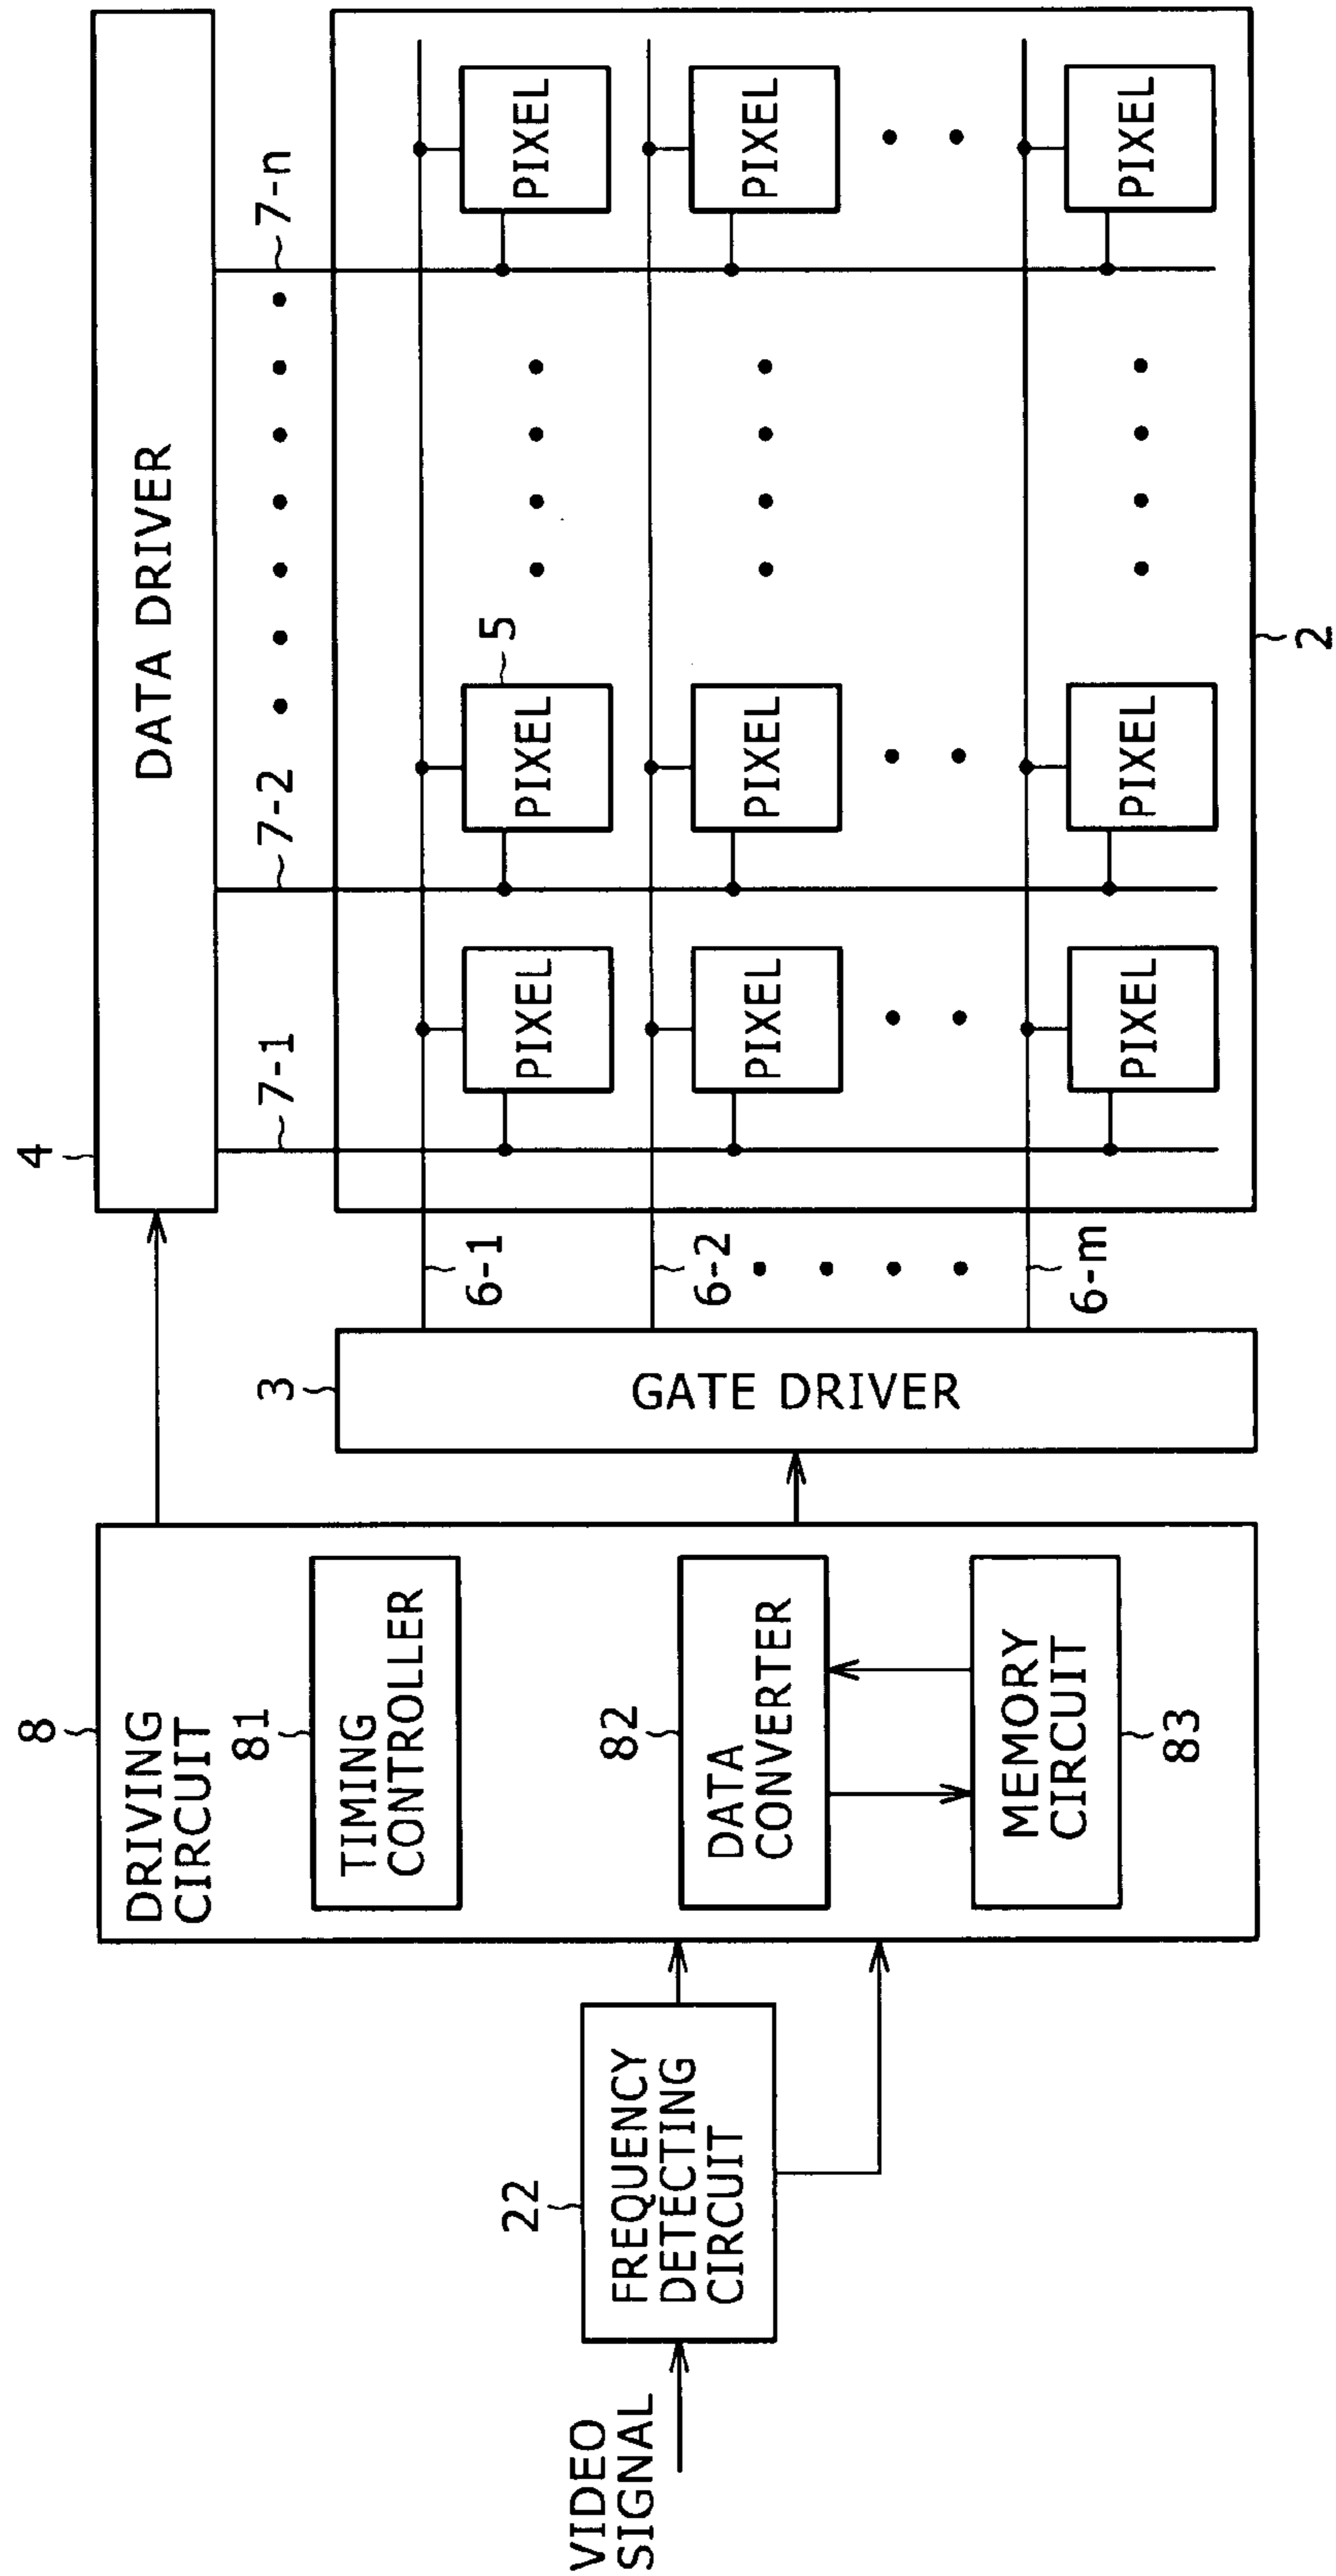 VIDEO
SIGNAL
22
FREQUENCY
DETECTING
CIRCUIT
8
DRIVING
CIRCUIT
81
TIMING
CONTROLLER
82
DATA
CONVERTER
MEMORY
CIRCUIT
83
3
GATE DRIVER
4
DATA DRIVER
7-1
7-2
7-n
6-1
6-2
6-m
5
PIXEL
PIXEL
PIXEL
PIXEL
PIXEL
PIXEL
PIXEL
PIXEL
PIXEL
2